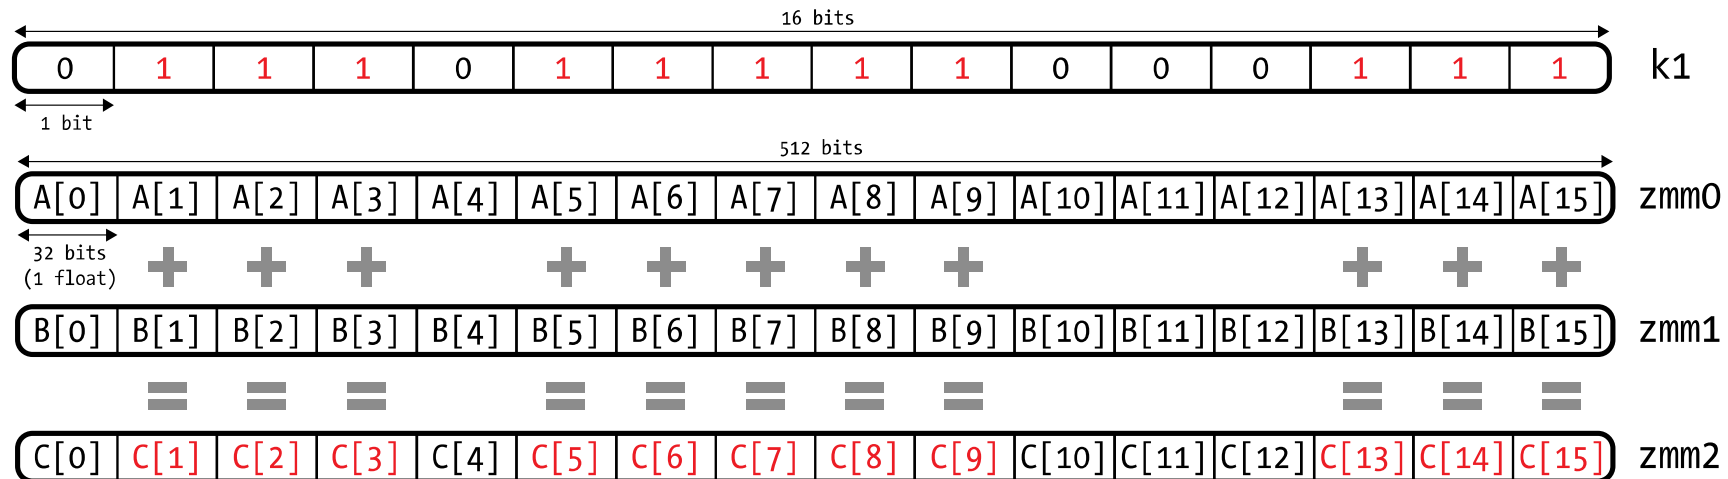 16 bits
0 1 1 1 0 1 1 1 1 1 0 0 0 1 1 1 k1
1 bit
512 bits
A[0] A[1] A[2] A[3] A[4] A[5] A[6] A[7] A[8] A[9] A[10] A[11] A[12] A[13] A[14] A[15] zmm0
32 bits
(1 float)
+ + + + + + + + + + +
B[0] B[1] B[2] B[3] B[4] B[5] B[6] B[7] B[8] B[9] B[10] B[11] B[12] B[13] B[14] B[15] zmm1
= = = = = = = = = = =
C[0] C[1] C[2] C[3] C[4] C[5] C[6] C[7] C[8] C[9] C[10] C[11] C[12] C[13] C[14] C[15] zmm2